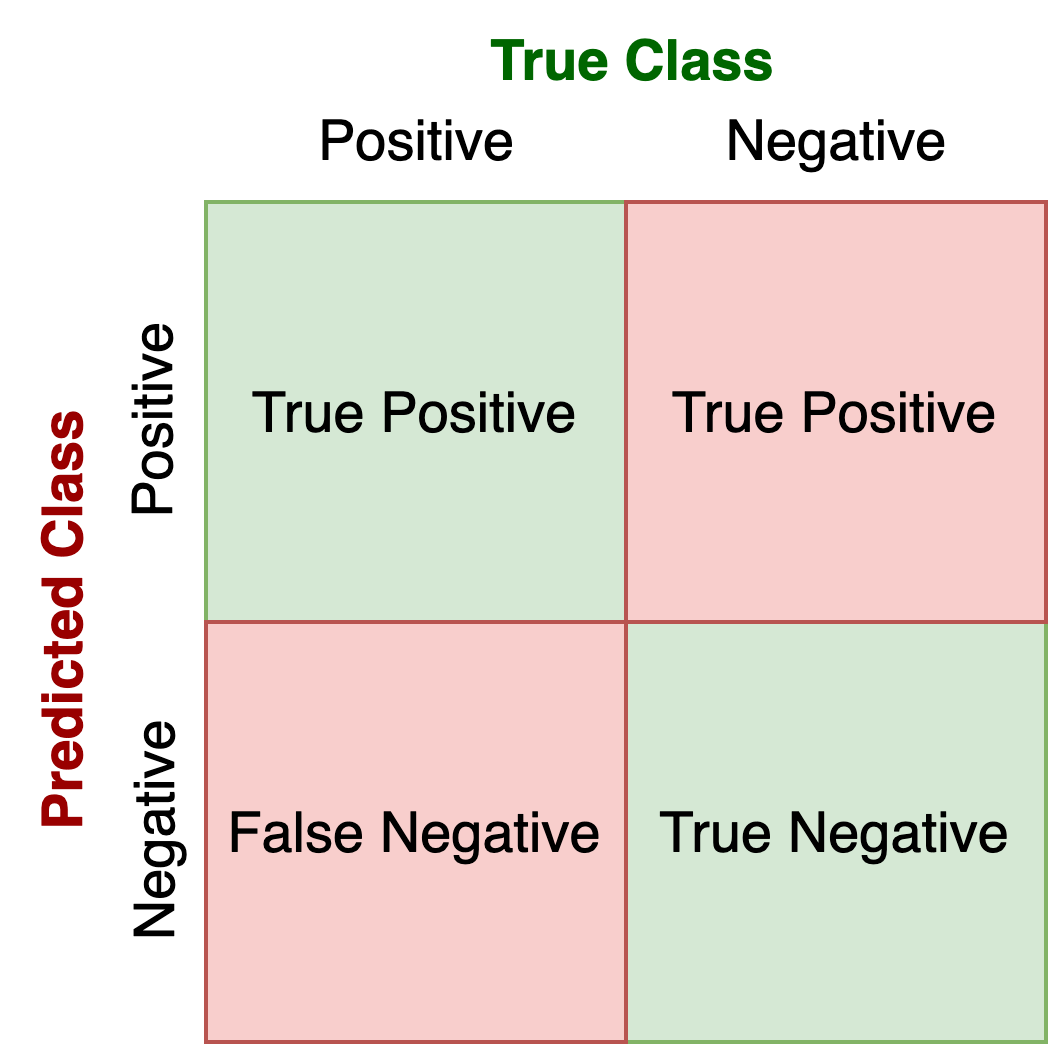 True Class
Positive Negative
Predicted Class
Positive
True Positive True Positive
Negative
False Negative True Negative